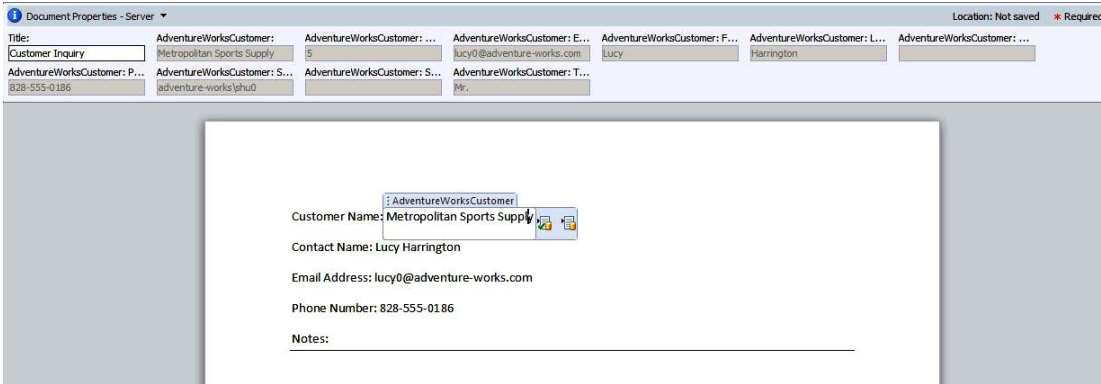 Document Properties - Server Location: Not saved * Required
Title: AdventureWorksCustomer: AdventureWorksCustomer: ... AdventureWorksCustomer: E... AdventureWorksCustomer: F... AdventureWorksCustomer: L... AdventureWorksCustomer: ...
Customer Inquiry Metropolitan Sports Supply 5 lucy0@adventure-works.com Lucy Harrington
AdventureWorksCustomer: P... AdventureWorksCustomer: S... AdventureWorksCustomer: S... AdventureWorksCustomer: T...
828-555-0186 adventure-works\shu0 Mr.
AdventureWorksCustomer
Customer Name: Metropolitan Sports Supply
Contact Name: Lucy Harrington
Email Address: lucy0@adventure-works.com
Phone Number: 828-555-0186
Notes: